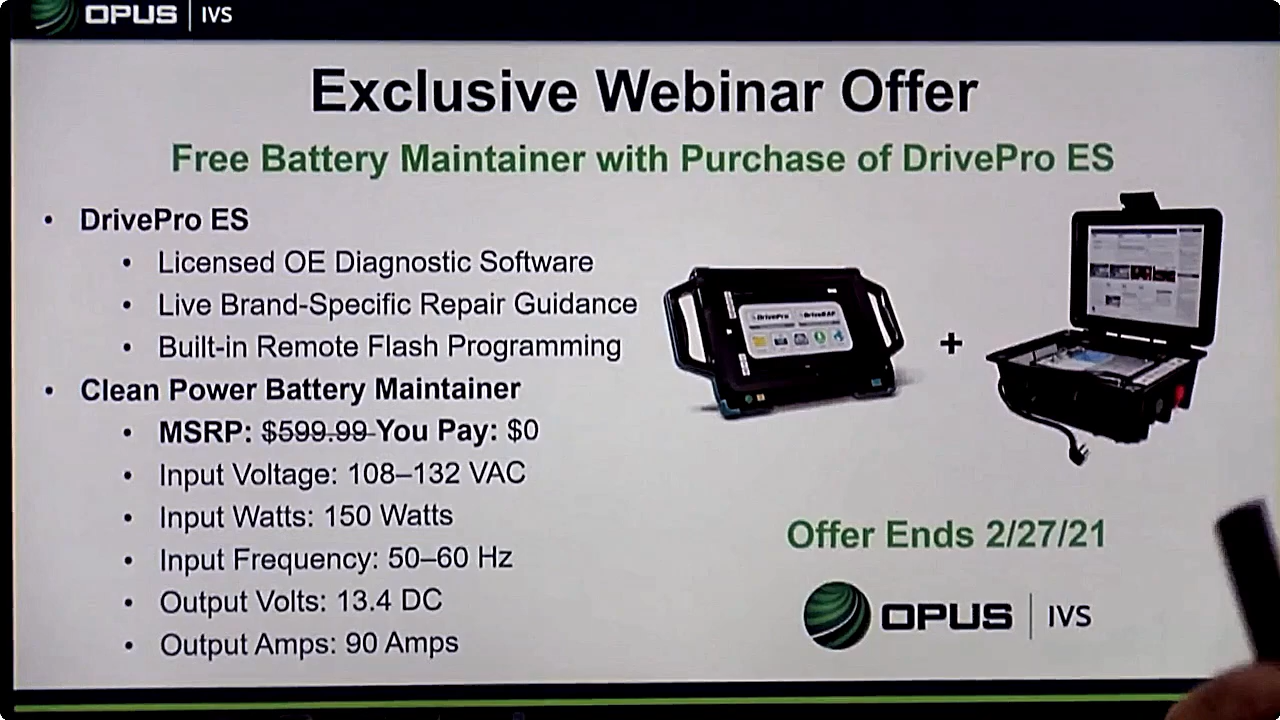 OPUS | IVS
Exclusive Webinar Offer
Free Battery Maintainer with Purchase of DrivePro ES
• DrivePro ES
• Licensed OE Diagnostic Software
• Live Brand-Specific Repair Guidance
• Built-in Remote Flash Programming
• Clean Power Battery Maintainer
• MSRP: $599.99 You Pay: $0
• Input Voltage: 108–132 VAC
• Input Watts: 150 Watts
• Input Frequency: 50–60 Hz
• Output Volts: 13.4 DC
• Output Amps: 90 Amps
DrivePro
+
Offer Ends 2/27/21
OPUS | IVS